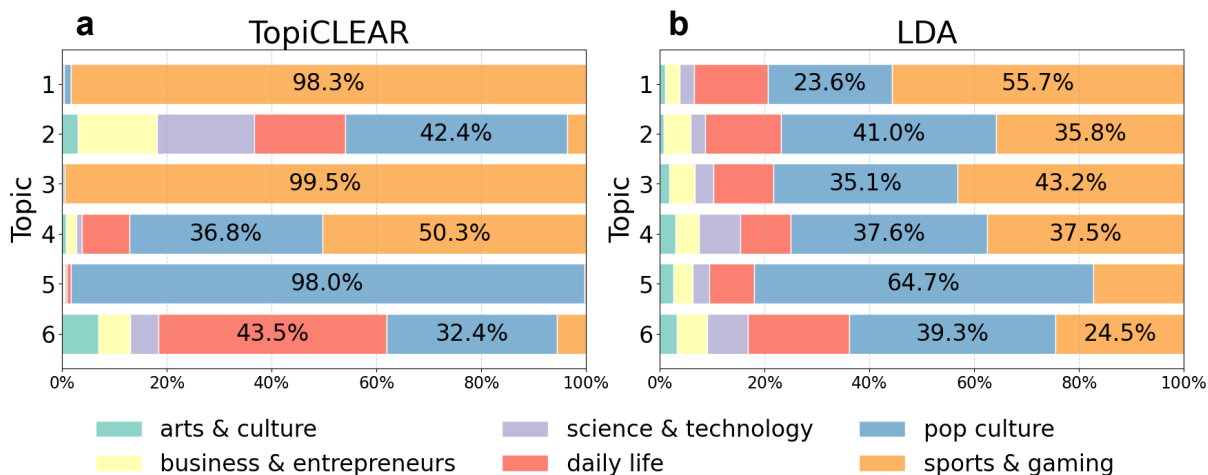 a TopiCLEAR
Topic
1 98.3%
2 42.4%
3 99.5%
4 36.8% 50.3%
5 98.0%
6 43.5% 32.4%
0% 20% 40% 60% 80% 100%
b LDA
Topic
1 23.6% 55.7%
2 41.0% 35.8%
3 35.1% 43.2%
4 37.6% 37.5%
5 64.7%
6 39.3% 24.5%
0% 20% 40% 60% 80% 100%
arts & culture science & technology pop culture
business & entrepreneurs daily life sports & gaming